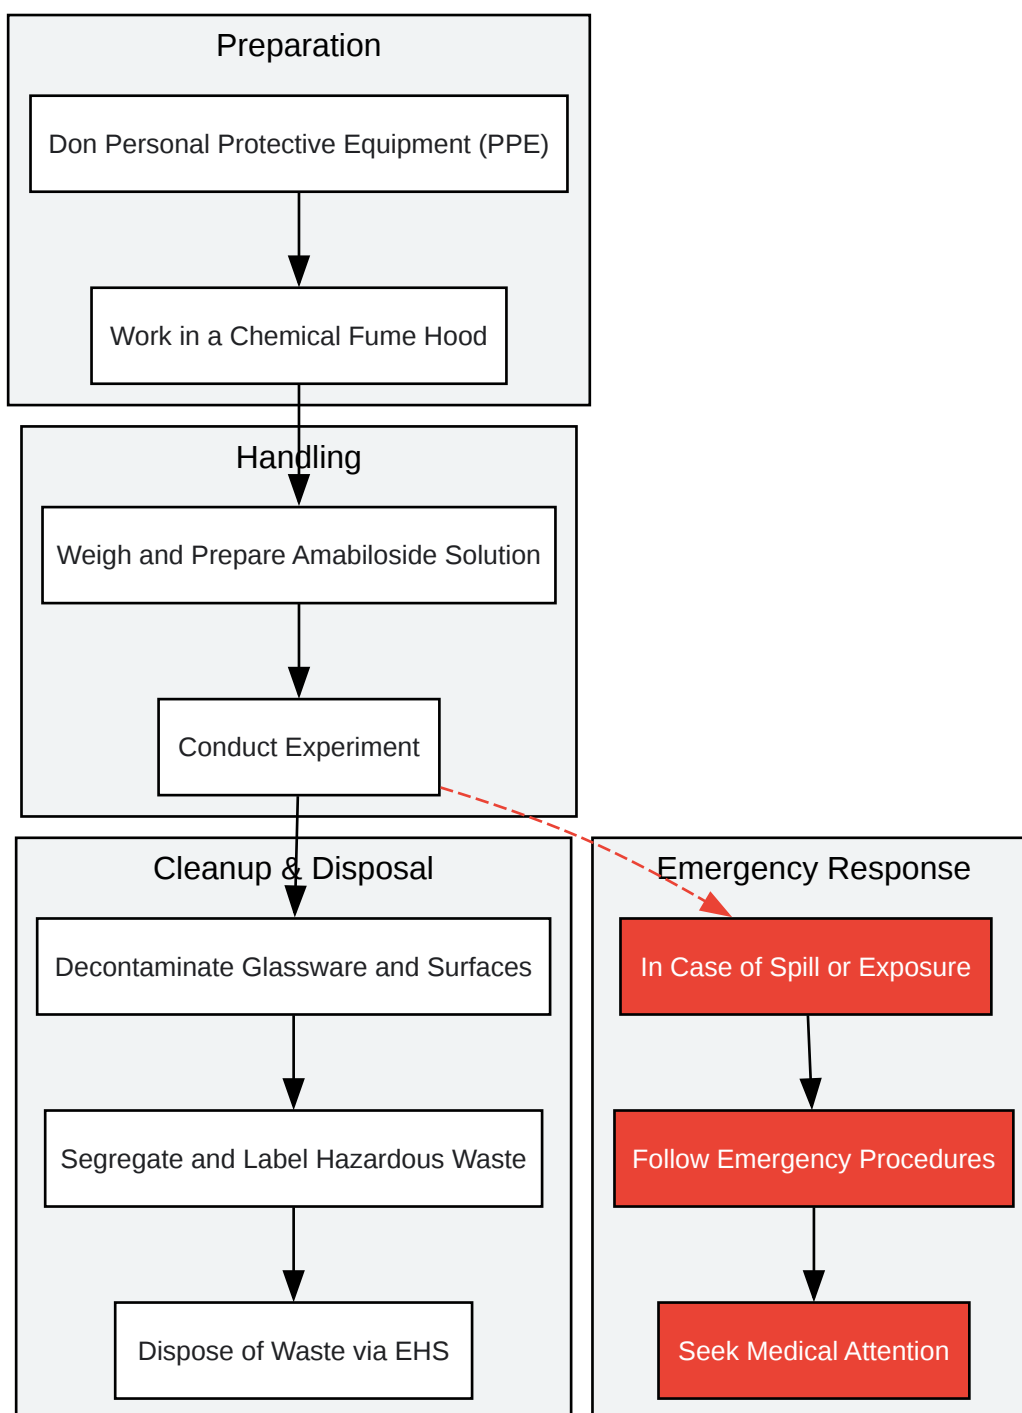 Preparation
Don Personal Protective Equipment (PPE)
Work in a Chemical Fume Hood
Handling
Weigh and Prepare Amabiloside Solution
Conduct Experiment
Cleanup & Disposal
Decontaminate Glassware and Surfaces
Segregate and Label Hazardous Waste
Dispose of Waste via EHS
Emergency Response
In Case of Spill or Exposure
Follow Emergency Procedures
Seek Medical Attention